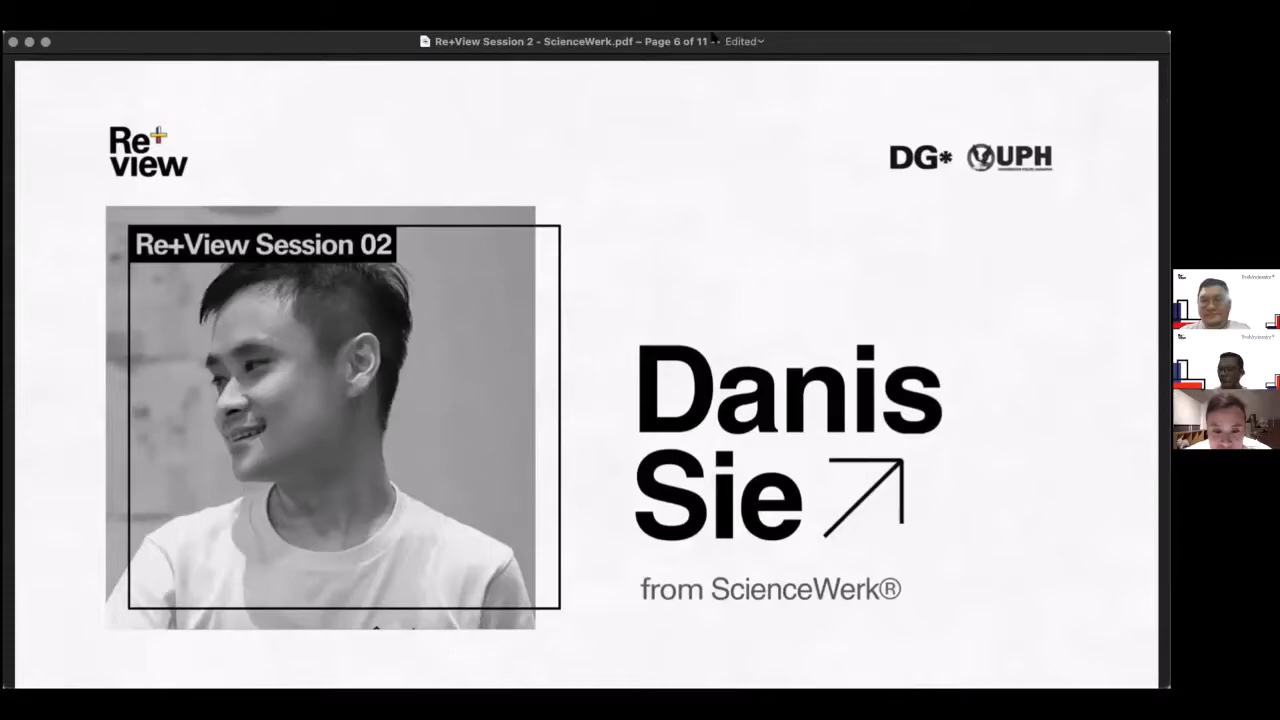 Re+View Session 2 - ScienceWerk.pdf – Page 6 of 11 -- Edited
Re+
view
DG* UPH
Re+View Session 02
Danis
Sie
from ScienceWerk®